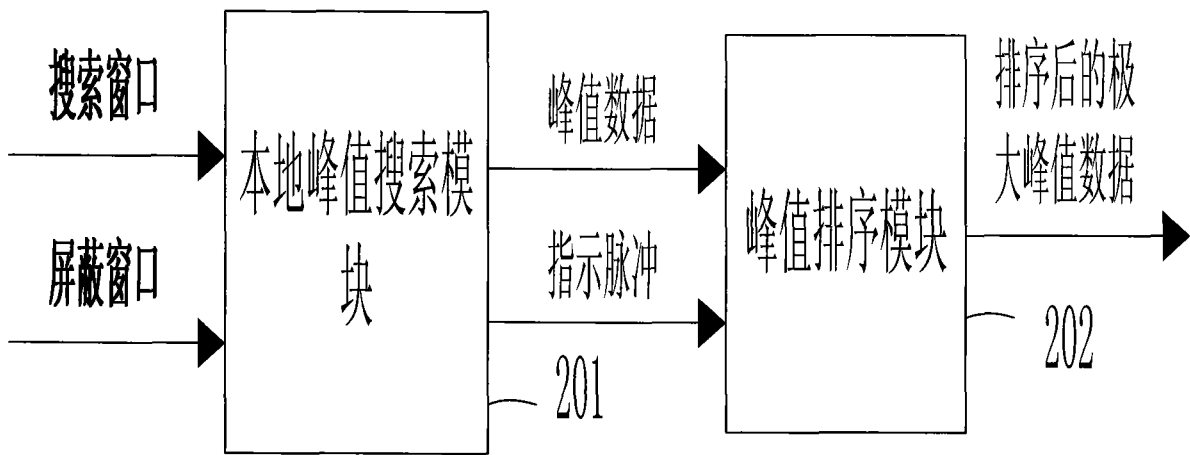 搜索窗口
屏蔽窗口
本地峰值搜索模
块
201
峰值数据
指示脉冲
峰值排序模块
202
排序后的极
大峰值数据